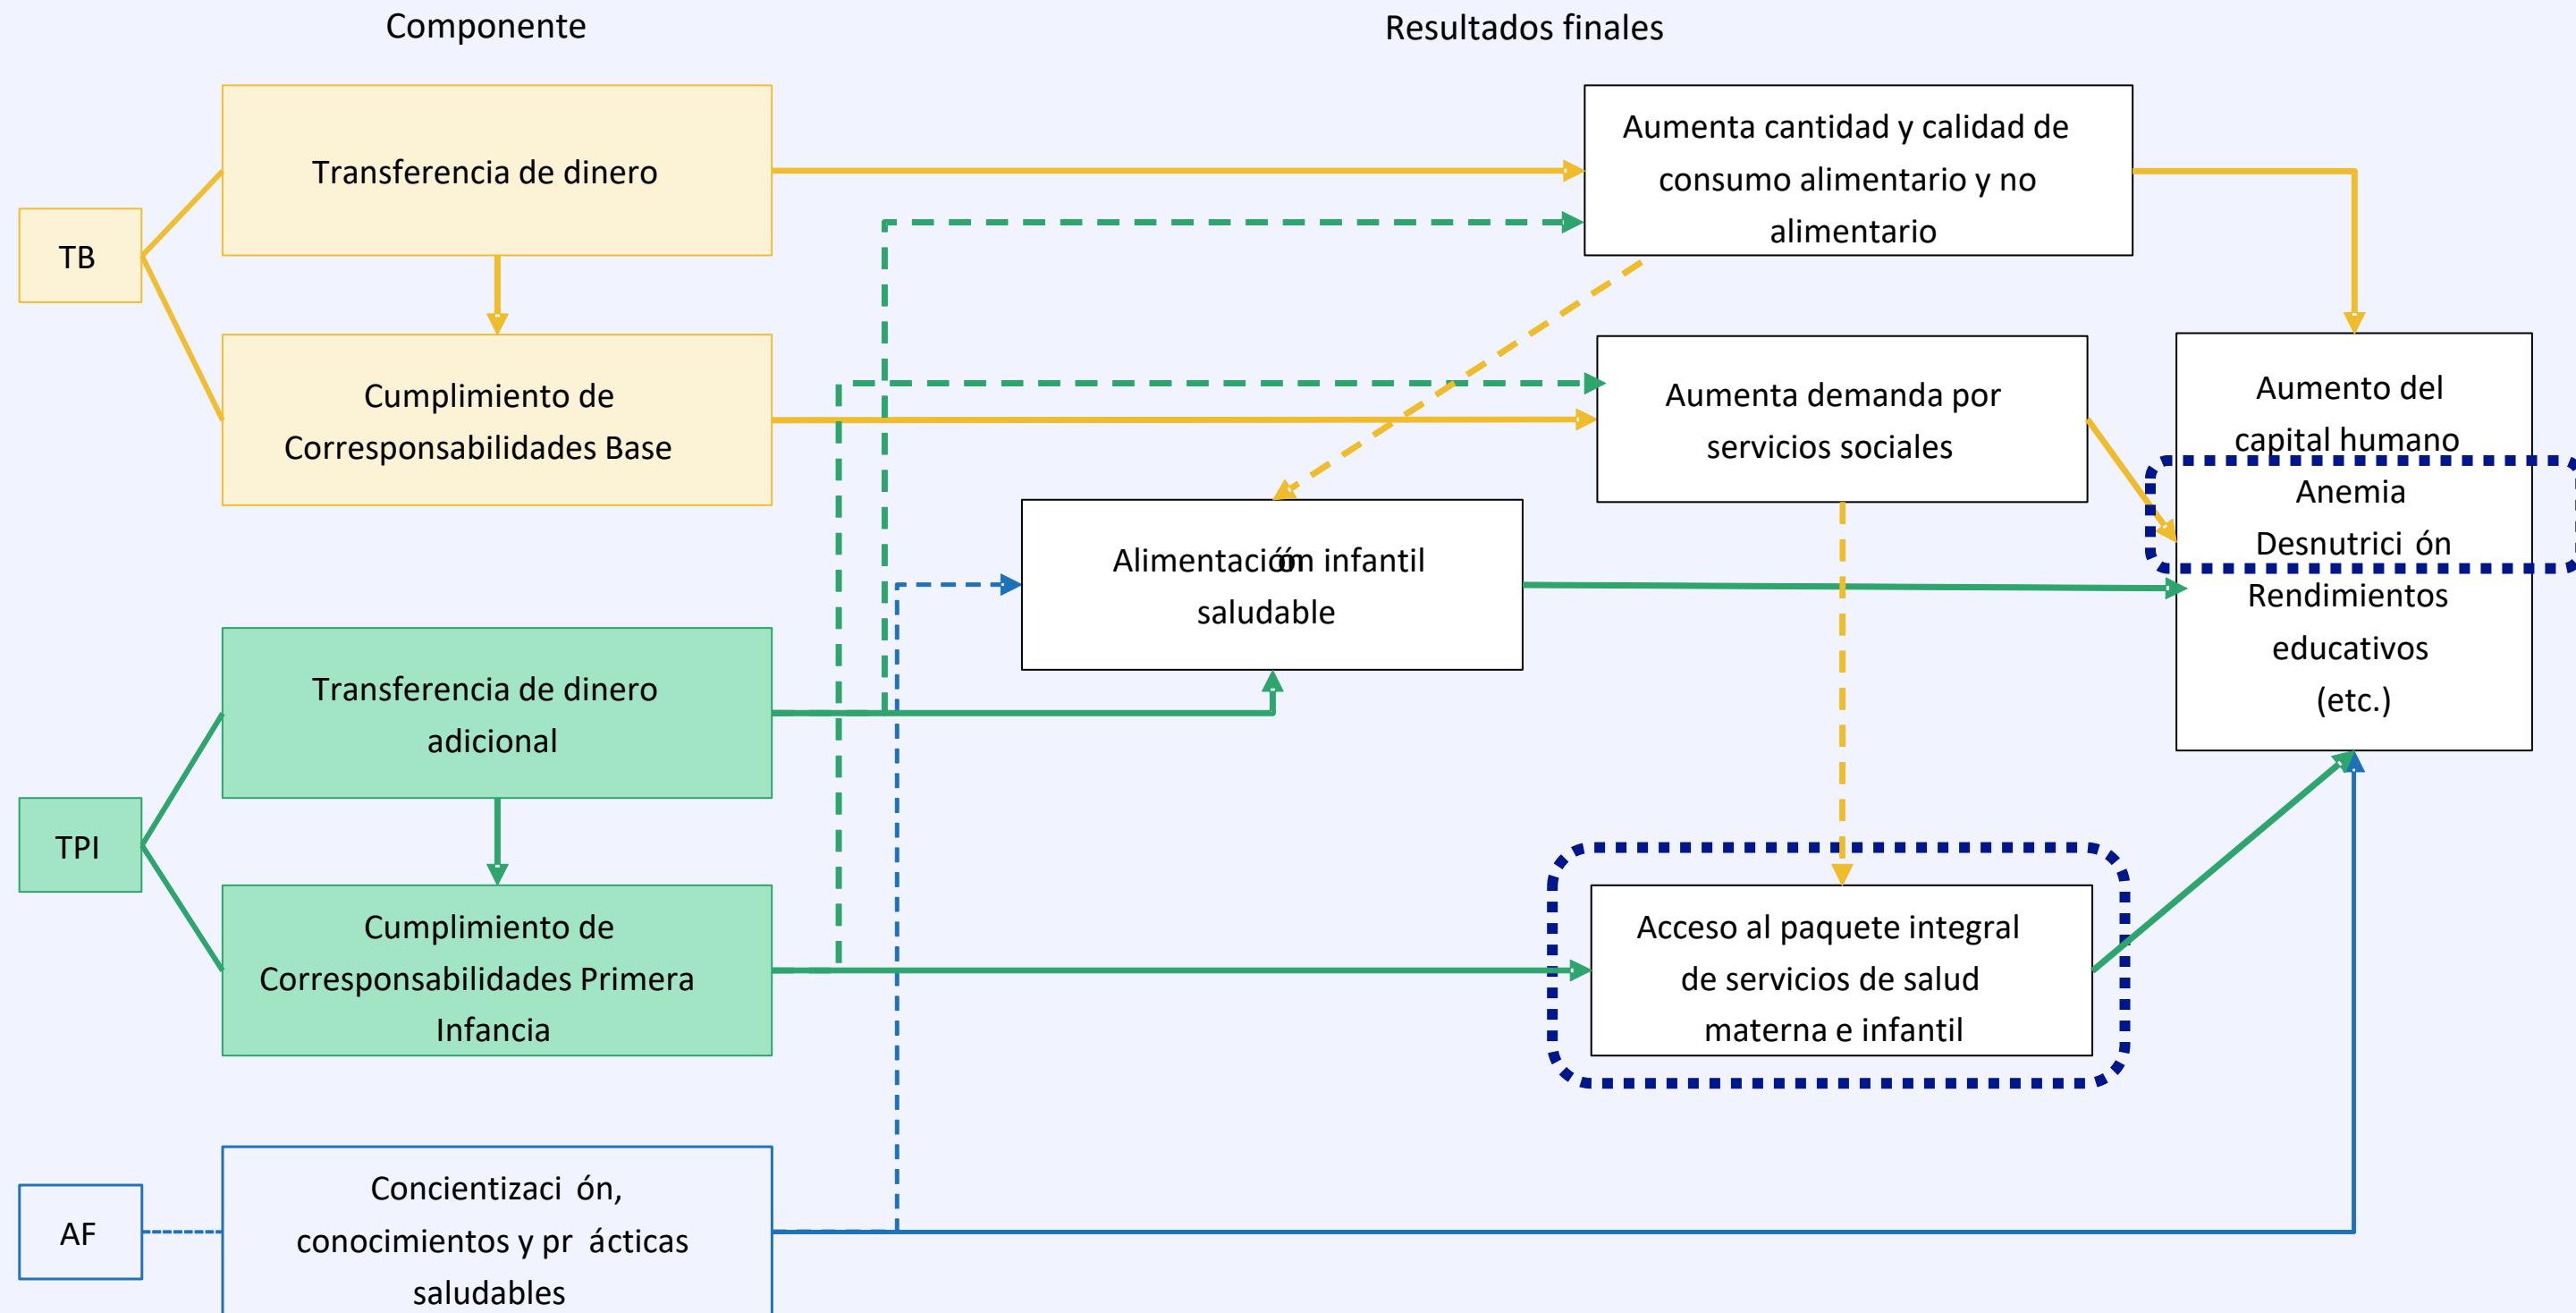 Componente
Resultados finales
TB
Transferencia de dinero
Cumplimiento de
Corresponsabilidades Base
Aumenta cantidad y calidad de
consumo alimentario y no
alimentario
Aumenta demanda por
servicios sociales
Alimentación infantil
saludable
Aumento del
capital humano
Anemia
Desnutrici ón
Rendimientos
educativos
(etc.)
TPI
Transferencia de dinero
adicional
Cumplimiento de
Corresponsabilidades Primera
Infancia
Acceso al paquete integral
de servicios de salud
materna e infantil
AF
Concientizaci ón,
conocimientos y pr ácticas
saludables